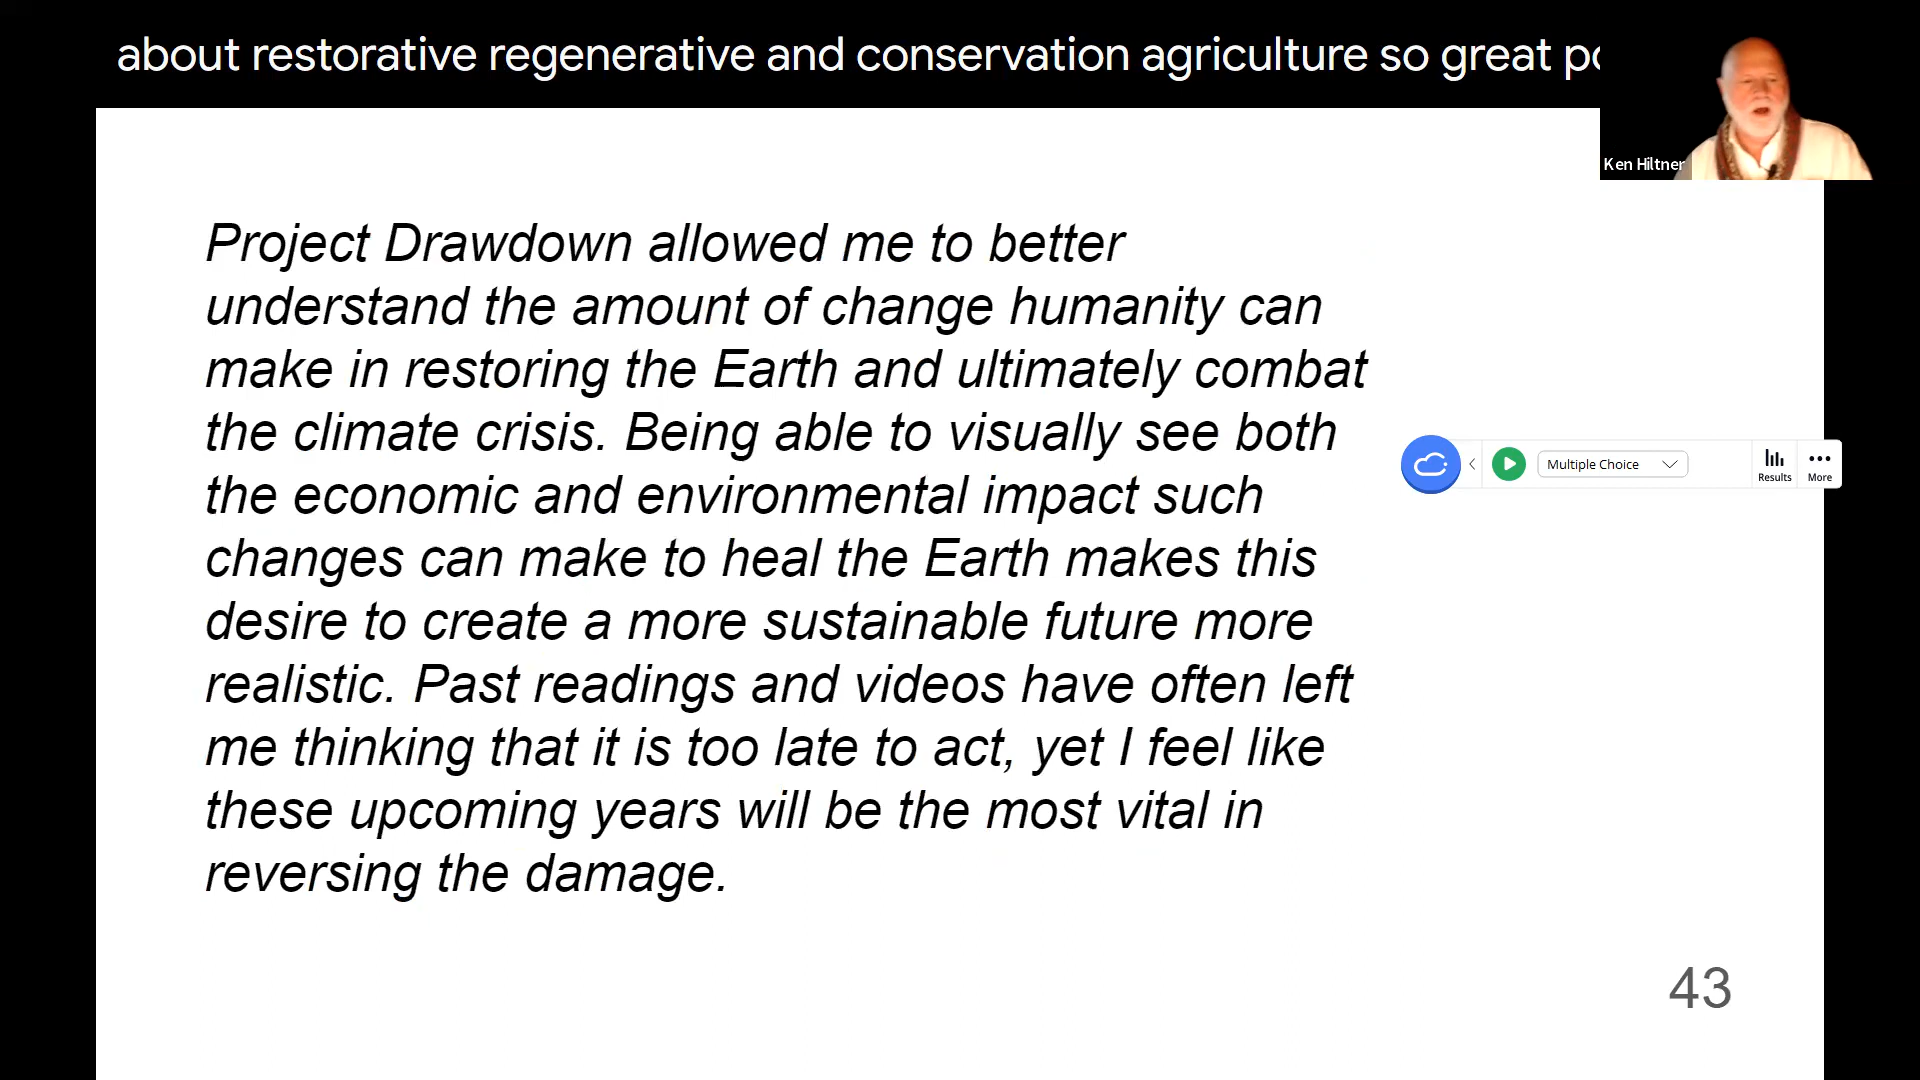 about restorative regenerative and conservation agriculture so great
Ken Hiltner
Project Drawdown allowed me to better
understand the amount of change humanity can
make in restoring the Earth and ultimately combat
the climate crisis. Being able to visually see both
the economic and environmental impact such
changes can make to heal the Earth makes this
desire to create a more sustainable future more
realistic. Past readings and videos have often left
me thinking that it is too late to act, yet I feel like
these upcoming years will be the most vital in
reversing the damage.
Multiple Choice
Results
More
43